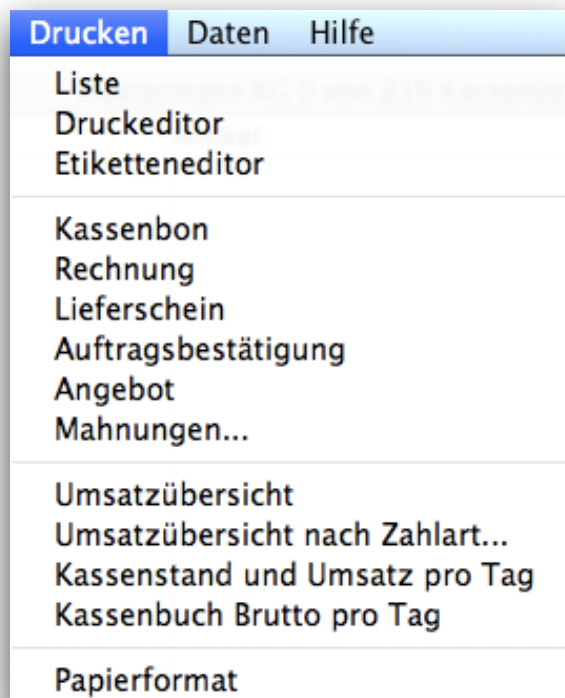 Drucken Daten Hilfe
Liste
Druckeditor
Etiketteneditor
Kassenbon
Rechnung
Lieferschein
Auftragsbestätigung
Angebot
Mahnungen...
Umsatzübersicht
Umsatzübersicht nach Zahlart...
Kassenstand und Umsatz pro Tag
Kassenbuch Brutto pro Tag
Papierformat